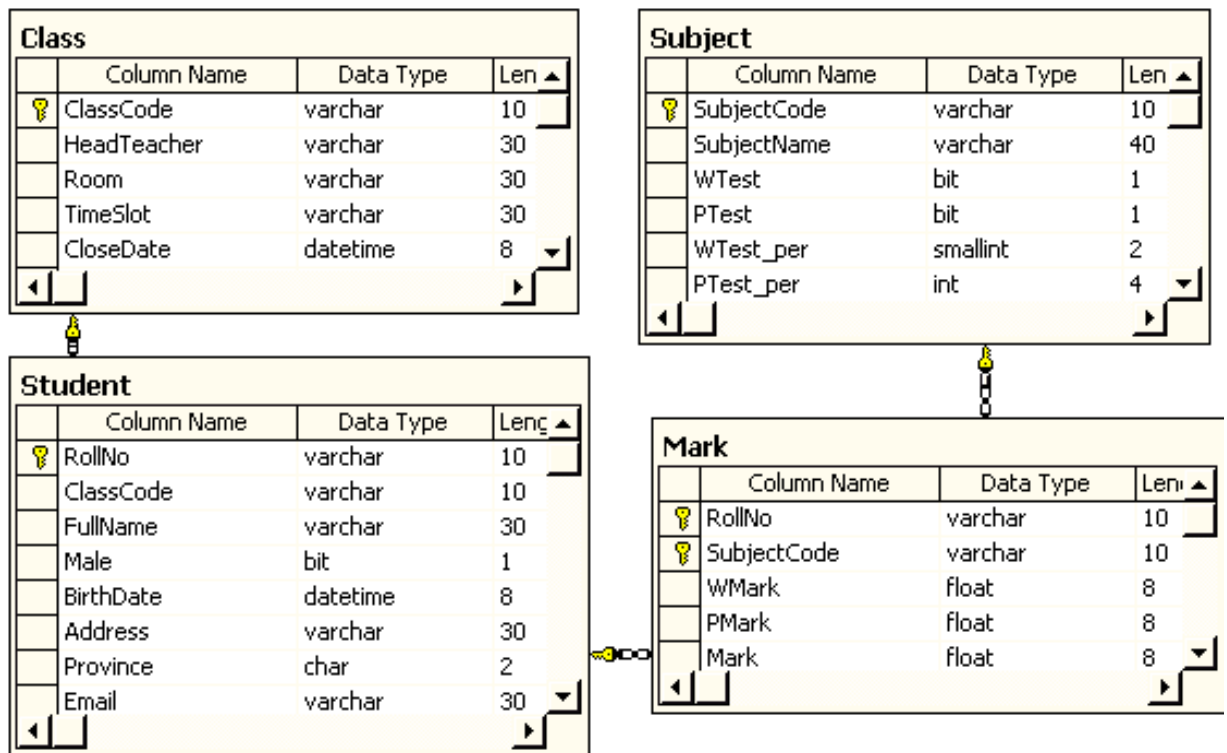 Class
Column Name Data Type Len
ClassCode varchar 10
HeadTeacher varchar 30
Room varchar 30
TimeSlot varchar 30
CloseDate datetime 8
Subject
Column Name Data Type Len
SubjectCode varchar 10
SubjectName varchar 40
WTest bit 1
PTest bit 1
WTest_per smallint 2
PTest_per int 4
Student
Column Name Data Type Leng
RollNo varchar 10
ClassCode varchar 10
FullName varchar 30
Male bit 1
BirthDate datetime 8
Address varchar 30
Province char 2
Email varchar 30
Mark
Column Name Data Type Len
RollNo varchar 10
SubjectCode varchar 10
WMark float 8
PMark float 8
Mark float 8